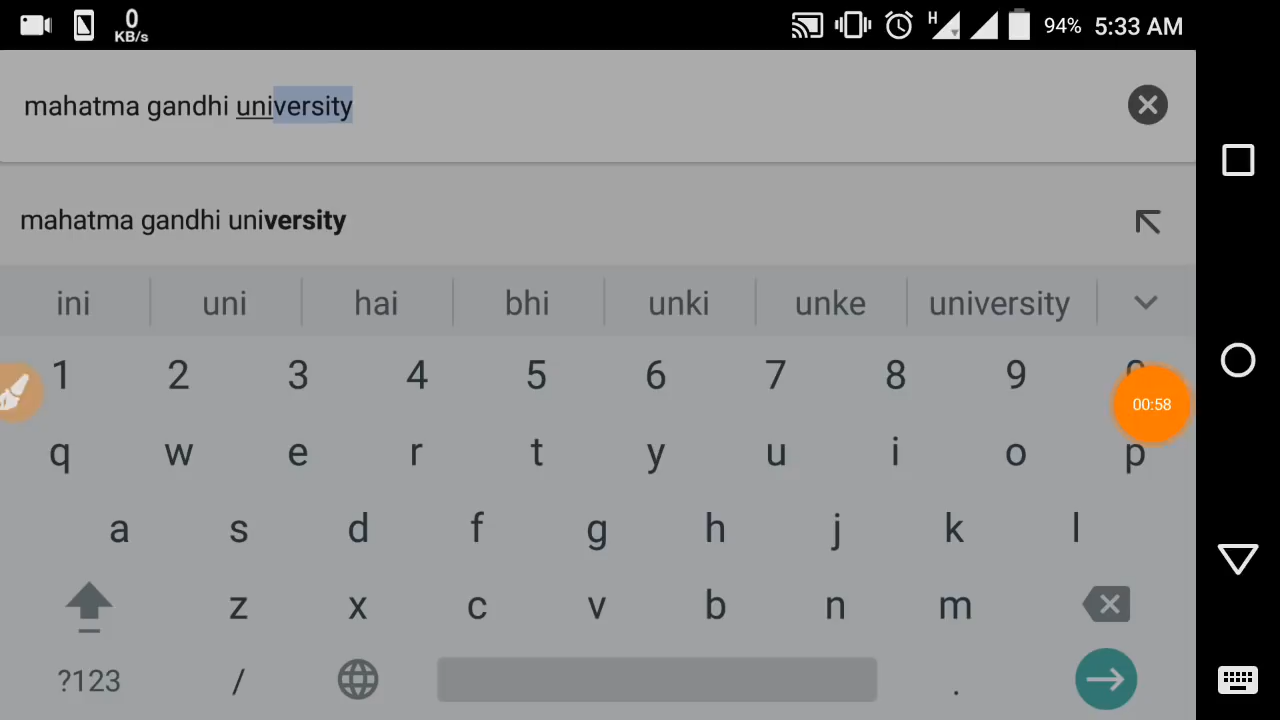 0
KB/s
H
94% 5:33 AM
mahatma gandhi university
mahatma gandhi university
ini uni hai bhi unki unke university
1 2 3 4 5 6 7 8 9 0
00:58
q w e r t y u i o p
a s d f g h j k l
z x c v b n m
?123 / .